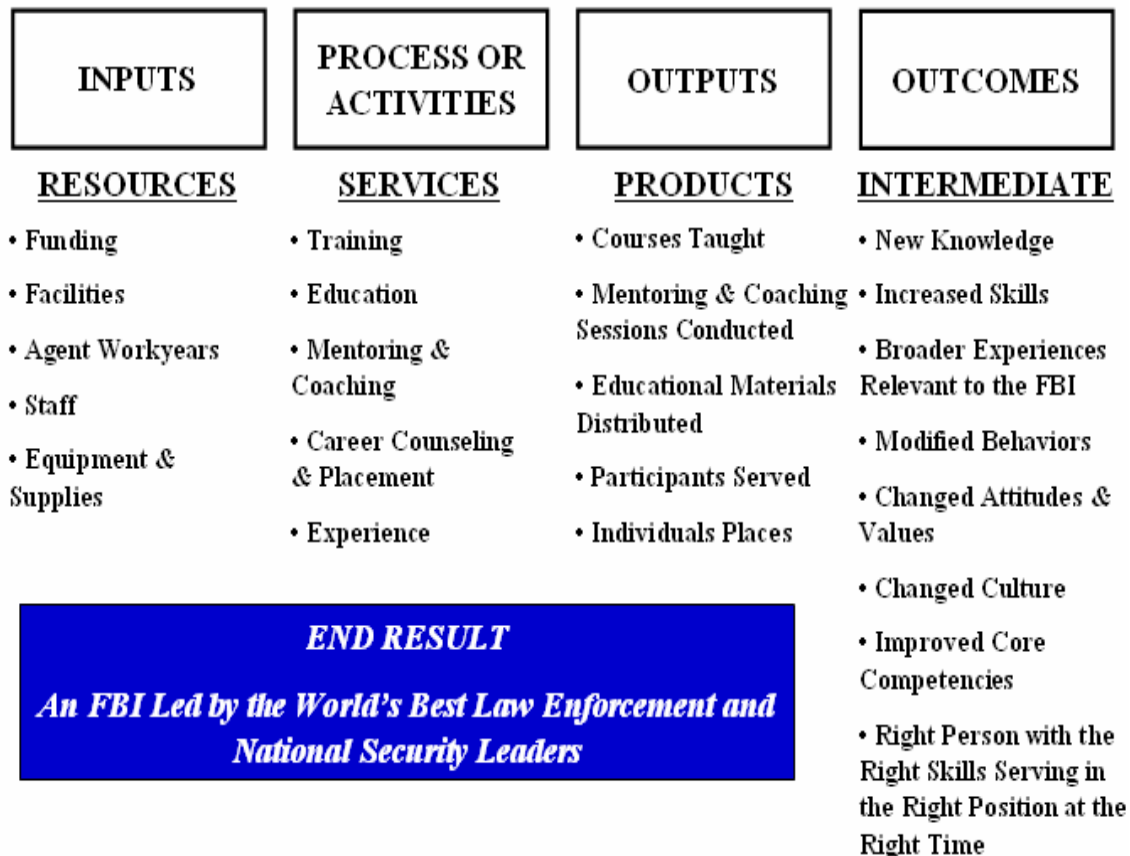 INPUTS
RESOURCES
• Funding
• Facilities
• Agent Workyears
• Staff
• Equipment &
Supplies
PROCESS OR
ACTIVITIES
SERVICES
• Training
• Education
• Mentoring &
Coaching
• Career Counseling
& Placement
• Experience
OUTPUTS
PRODUCTS
• Courses Taught
• Mentoring & Coaching
Sessions Conducted
• Educational Materials
Distributed
• Participants Served
• Individuals Places
OUTCOMES
INTERMEDIATE
• New Knowledge
• Increased Skills
• Broader Experiences
Relevant to the FBI
• Modified Behaviors
• Changed Attitudes &
Values
• Changed Culture
• Improved Core
Competencies
• Right Person with the
Right Skills Serving in
the Right Position at the
Right Time
END RESULT
An FBI Led by the World's Best Law Enforcement and
National Security Leaders